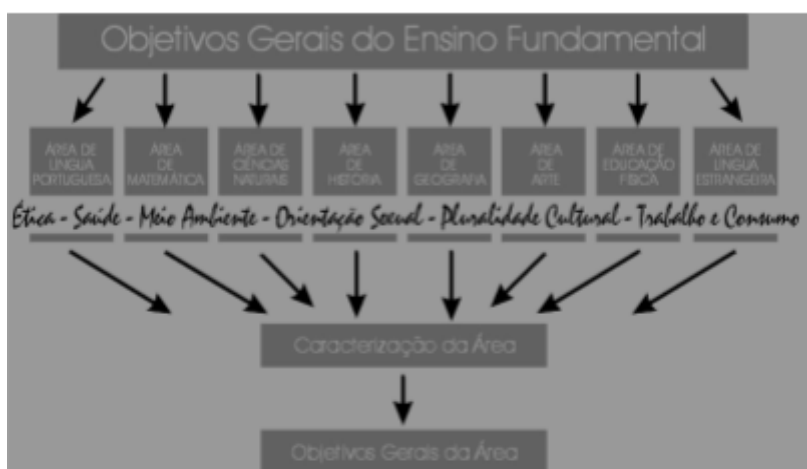 Objetivos Gerais do Ensino Fundamental
ÁREA DE
LÍNGUA
PORTUGUESA
ÁREA
DE
MATEMÁTICA
ÁREA DE
CIÊNCIAS
NATURAIS
ÁREA
DE
HISTÓRIA
ÁREA
DE
GEOGRAFIA
ÁREA
DE
ARTE
ÁREA DE
EDUCAÇÃO
FÍSICA
ÁREA DE
LÍNGUA
ESTRANGEIRA
Ética - Saúde - Meio Ambiente - Orientação Sexual - Pluralidade Cultural - Trabalho e Consumo
Caracterização da Área
Objetivos Gerais da Área